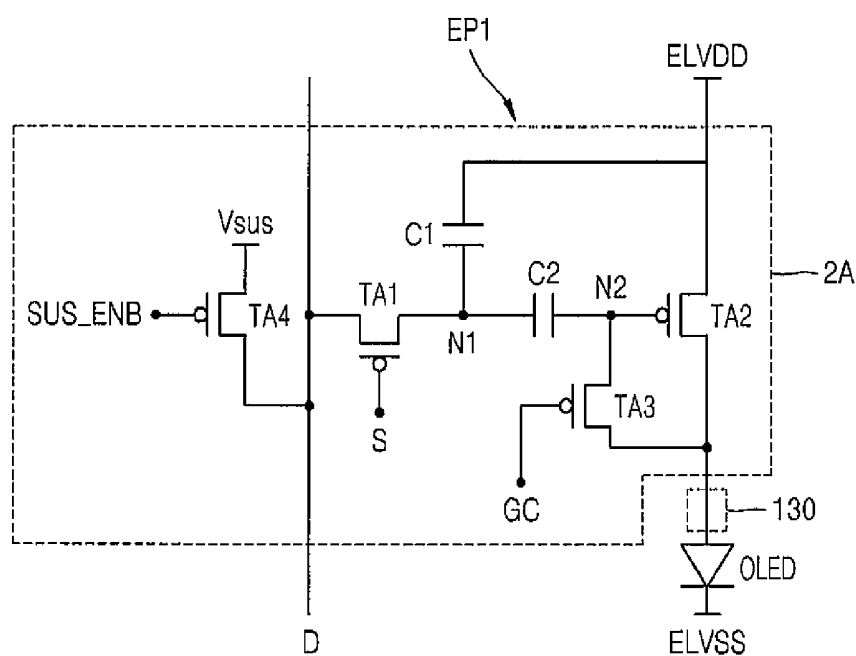 EP1
ELVDD
Vsus
C1
C2
N2
2A
SUS_ENB
TA4
TA1
N1
TA2
TA3
S
GC
130
OLED
D
ELVSS